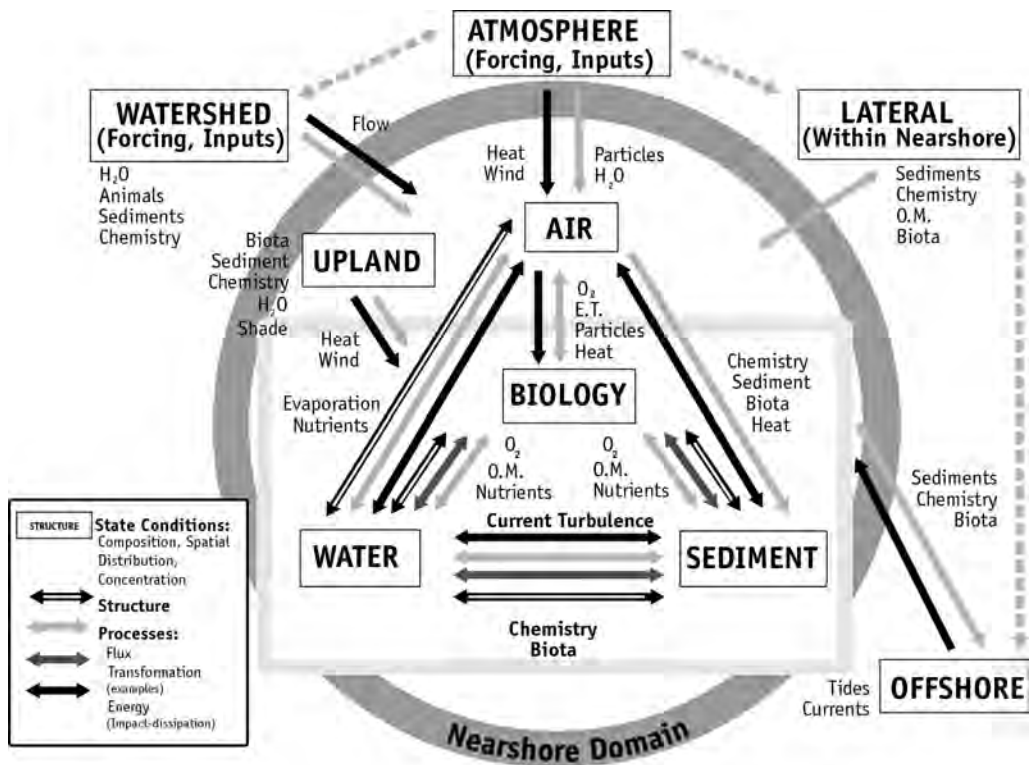 ATMOSPHERE
(Forcing, Inputs)
WATERSHED
(Forcing, Inputs)
H₂O
Animals
Sediments
Chemistry
Flow
Heat
Wind
Particles
H₂O
LATERAL
(Within Nearshore)
Sediments
Chemistry
O.M.
Biota
AIR
Biota
Sediment
Chemistry
H₂O
Shade
UPLAND
Heat
Wind
O₂
E.T.
Particles
Heat
Evaporation
Nutrients
BIOLOGY
Chemistry
Sediment
Biota
Heat
O₂
O.M.
Nutrients
O₂
O.M.
Nutrients
Sediments
Chemistry
Biota
WATER
Current Turbulence
SEDIMENT
Chemistry
Biota
OFFSHORE
Tides
Currents
Nearshore Domain
STRUCTURE
State Conditions:
Composition, Spatial
Distribution,
Concentration
Structure
Processes:
Flux
Transformation
(examples)
Energy
(Impact-dissipation)